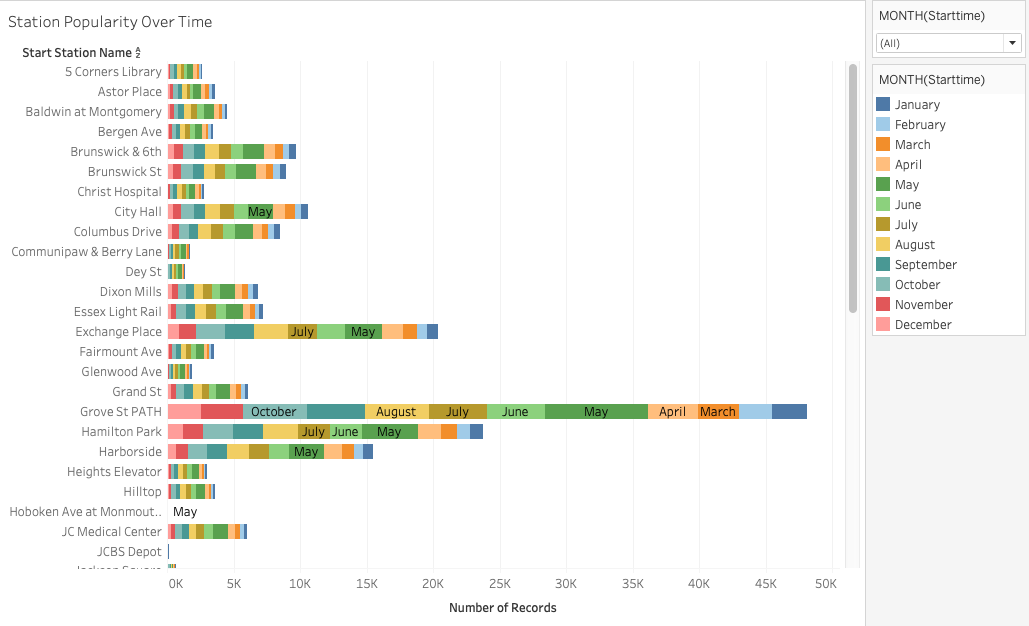 Station Popularity Over Time
Start Station Name
5 Corners Library
Astor Place
Baldwin at Montgomery
Bergen Ave
Brunswick & 6th
Brunswick St
Christ Hospital
City Hall May
Columbus Drive
Communipaw & Berry Lane
Dey St
Dixon Mills
Essex Light Rail
Exchange Place July May
Fairmount Ave
Glenwood Ave
Grand St
Grove St PATH October August July June May April March
Hamilton Park July June May
Harborside May
Heights Elevator
Hilltop
Hoboken Ave at Monmout.. May
JC Medical Center
JCBS Depot
0K 5K 10K 15K 20K 25K 30K 35K 40K 45K 50K
Number of Records
MONTH(Starttime)
(All)
MONTH(Starttime)
January
February
March
April
May
June
July
August
September
October
November
December